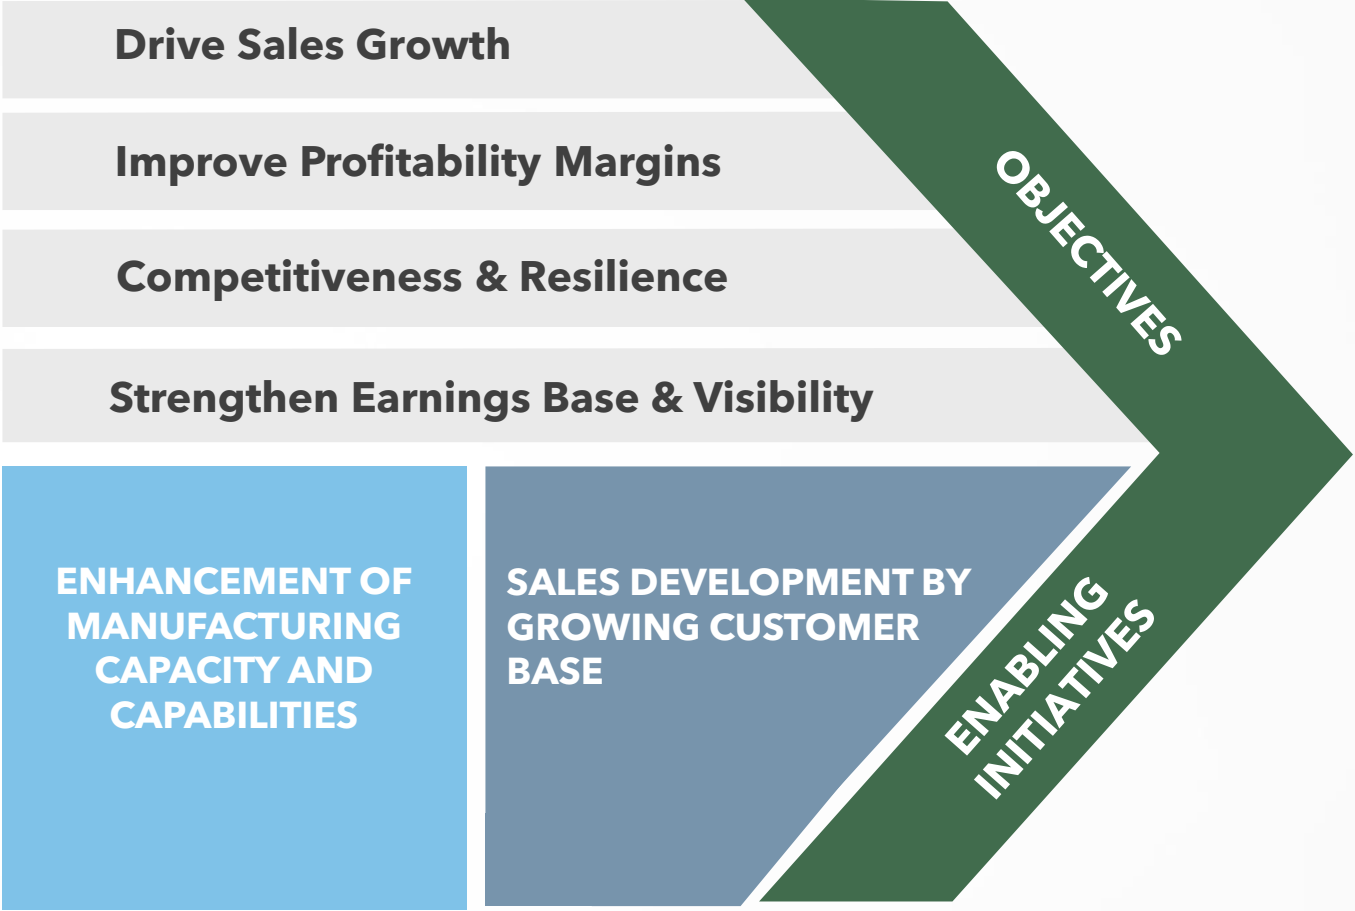 Drive Sales Growth
Improve Profitability Margins
Competitiveness & Resilience
Strengthen Earnings Base & Visibility
OBJECTIVES
ENHANCEMENT OF
MANUFACTURING
CAPACITY AND
CAPABILITIES
SALES DEVELOPMENT BY
GROWING CUSTOMER
BASE
ENABLING
INITIATIVES